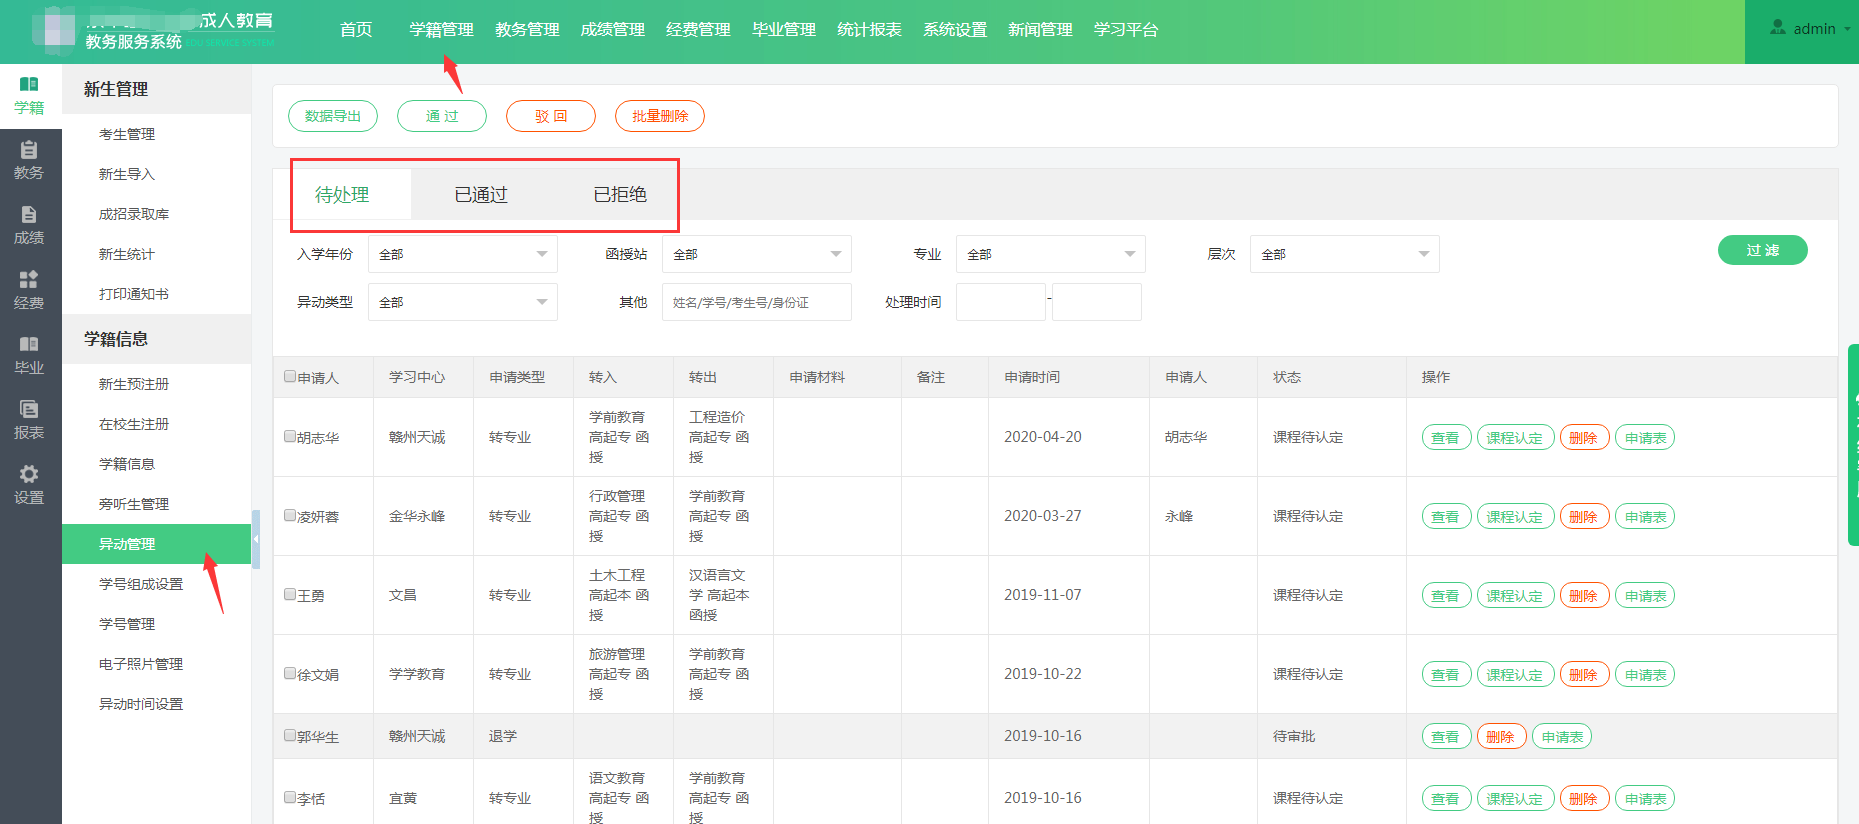 成人教育
教务服务系统 EDU SERVICE SYSTEM
首页 学籍管理 教务管理 成绩管理 经费管理 毕业管理 统计报表 系统设置 新闻管理 学习平台
admin
学籍
教务
成绩
经费
毕业
报表
设置
新生管理
考生管理
新生导入
成招录取库
新生统计
打印通知书
学籍信息
新生预注册
在校生注册
学籍信息
旁听生管理
异动管理
学号组成设置
学号管理
电子照片管理
异动时间设置
数据导出 通 过 驳 回 批量删除
待处理 已通过 已拒绝
入学年份 全部 函授站 全部 专业 全部 层次 全部 过 滤
异动类型 全部 其他 姓名/学号/考生号/身份证 处理时间 -
申请人 学习中心 申请类型 转入 转出 申请材料 备注 申请时间 申请人 状态 操作
学前教育 工程造价
胡志华 赣州天诚 转专业 高起专 函 高起专 函 2020-04-20 胡志华 课程待认定 查看 课程认定 删除 申请表
授 授
行政管理 学前教育
凌妍蓉 金华永峰 转专业 高起专 函 高起专 函 2020-03-27 永峰 课程待认定 查看 课程认定 删除 申请表
授 授
土木工程 汉语言文
王勇 文昌 转专业 高起本 函 学 高起本 2019-11-07 课程待认定 查看 课程认定 删除 申请表
授 函授
旅游管理 学前教育
徐文娟 学学教育 转专业 高起专 函 高起专 函 2019-10-22 课程待认定 查看 课程认定 删除 申请表
授 授
郭华生 赣州天诚 退学 2019-10-16 待审批 查看 删除 申请表
语文教育 学前教育
李恬 宜黄 转专业 高起专 函 高起专 函 2019-10-16 课程待认定 查看 课程认定 删除 申请表
授 授